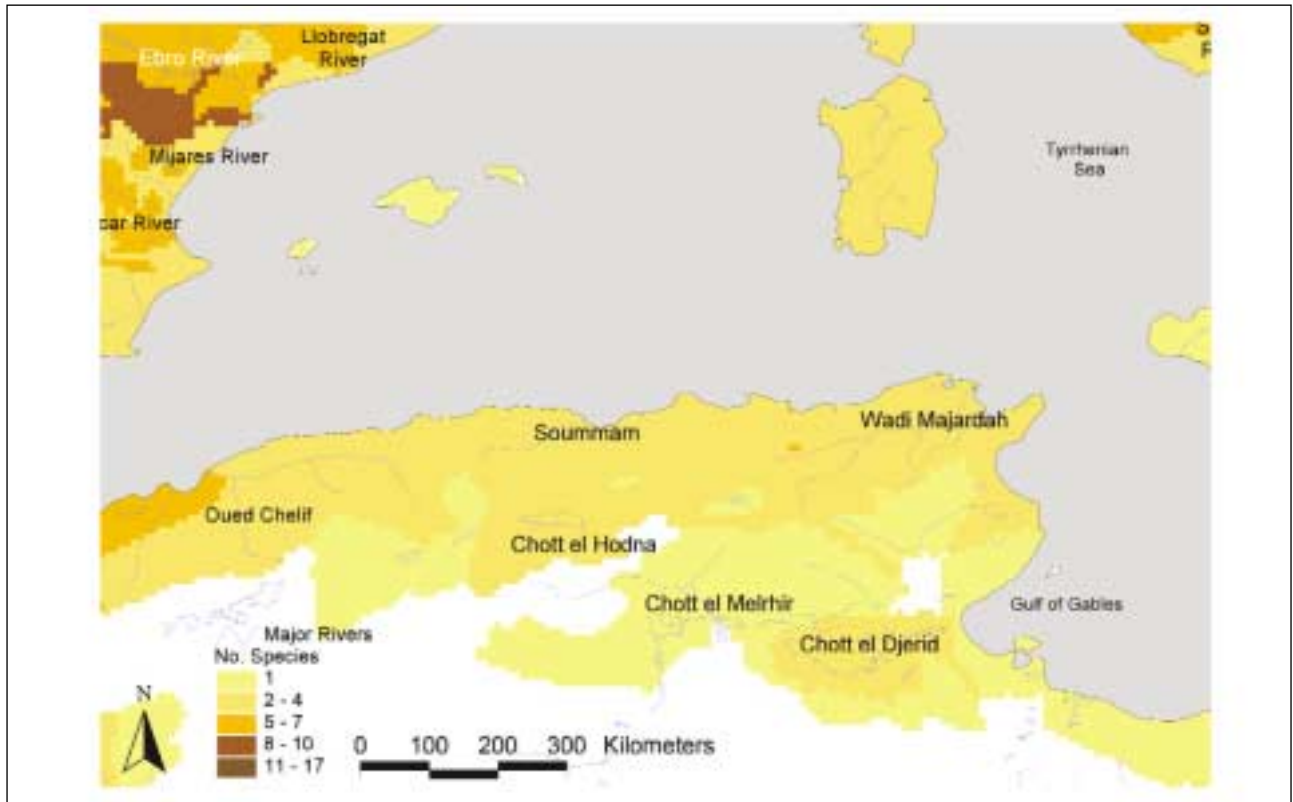 Llobregat
River
Ebro River
Mijares River
car River
Tyrrhenian
Sea
Soummam
Wadi Majardah
Oued Chelif
Chott el Hodna
Chott el Melrhir
Gulf of Gables
Chott el Djerid
Major Rivers
No. Species
1
2 - 4
5 - 7
8 - 10
11 - 17
N
0 100 200 300 Kilometers